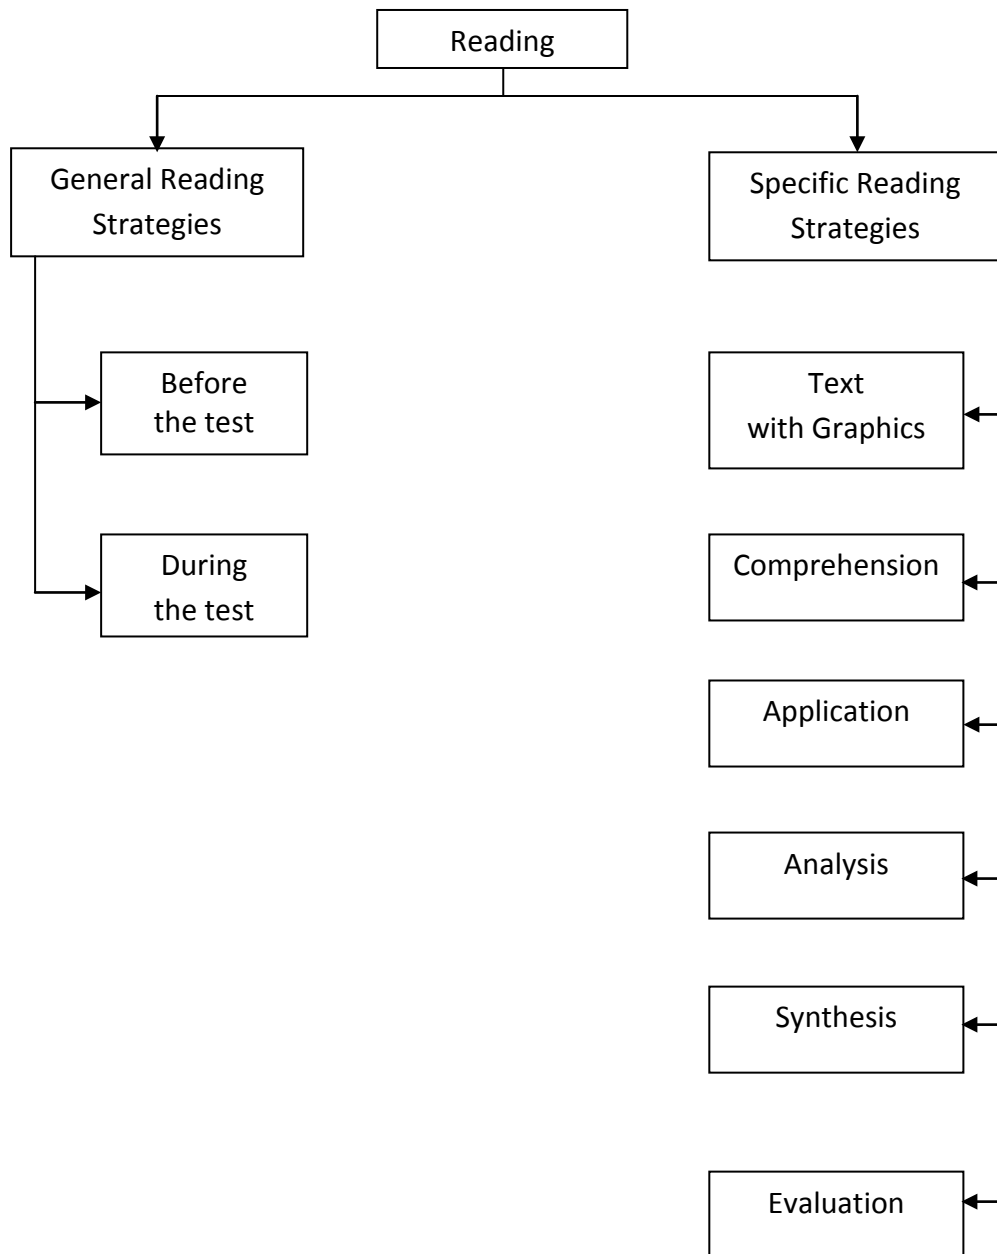 Reading
General Reading
Strategies
Before
the test
During
the test
Specific Reading
Strategies
Text
with Graphics
Comprehension
Application
Analysis
Synthesis
Evaluation